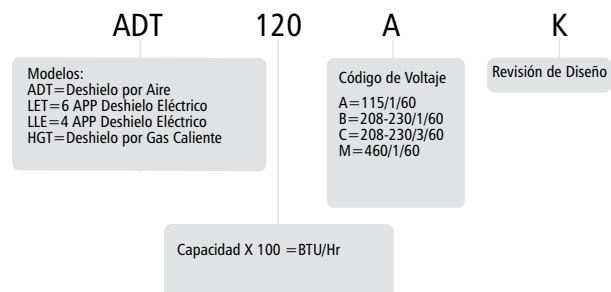 ADT 120 A K
Modelos:
ADT=Deshielo por Aire
LET=6 APP Deshielo Eléctrico
LLE=4 APP Deshielo Eléctrico
HGT=Deshielo por Gas Caliente
Código de Voltaje
A=115/1/60
B=208-230/1/60
C=208-230/3/60
M=460/1/60
Revisión de Diseño
Capacidad X 100 =BTU/Hr